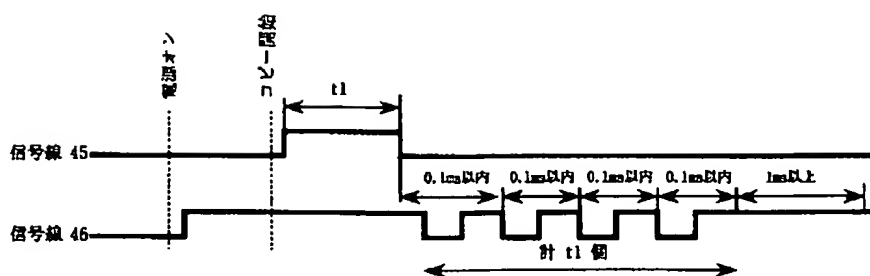 電源オン
コピー開始
t1
信号線 45
0.1ms以内
0.1ms以内
0.1ms以内
0.1ms以内
1ms以上
信号線 46
計 t1 個